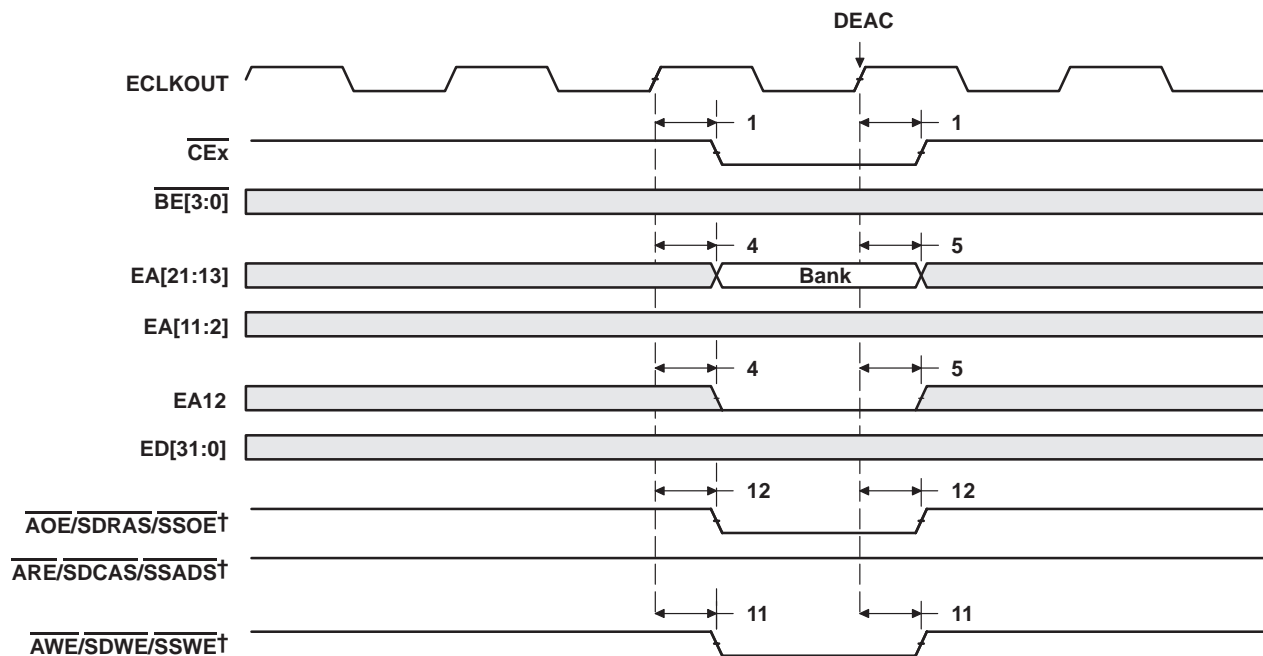 DEAC
ECLKOUT
1 1
CEx
BE[3:0]
4 5
EA[21:13] Bank
EA[11:2]
4 5
EA12
ED[31:0]
12 12
AOE/SDRAS/SSOE†
ARE/SDCAS/SSADS†
11 11
AWE/SDWE/SSWE†